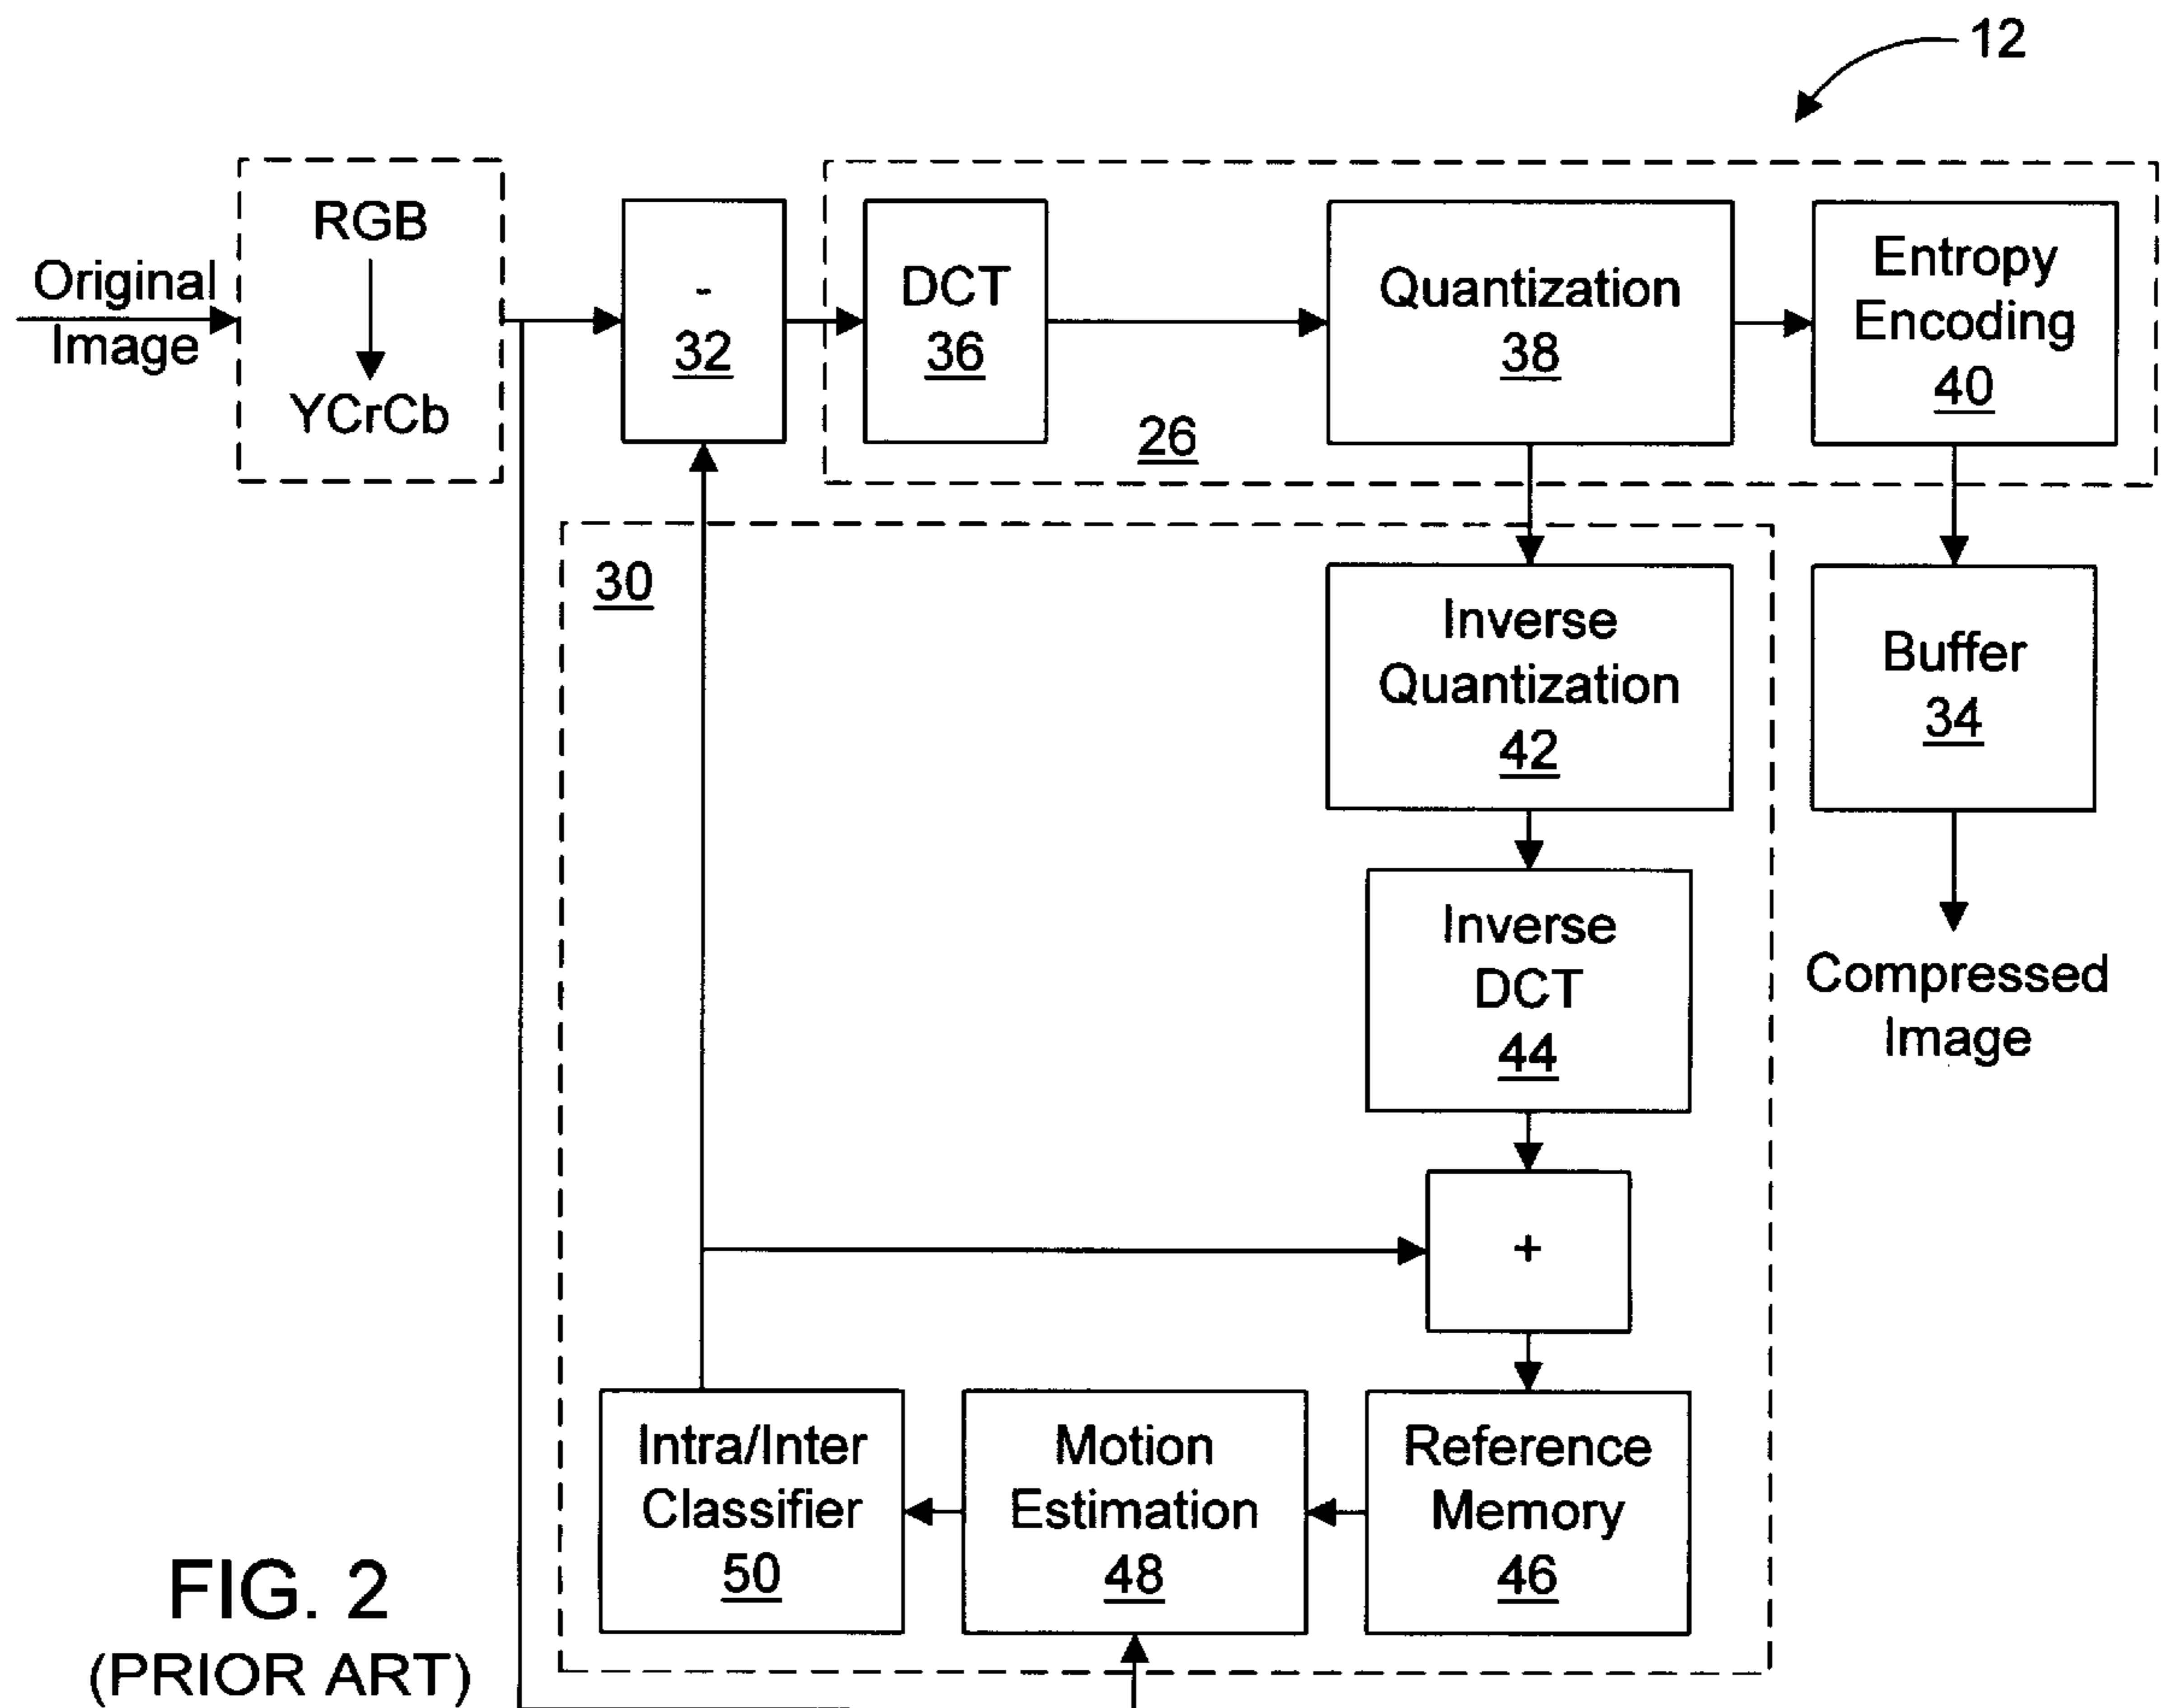 12
Original
Image
RGB
YCrCb
-
32
DCT
36
Quantization
38
Entropy
Encoding
40
26
30
Inverse
Quantization
42
Buffer
34
Inverse
DCT
44
Compressed
Image
+
Intra/Inter
Classifier
50
Motion
Estimation
48
Reference
Memory
46
FIG. 2
(PRIOR ART)